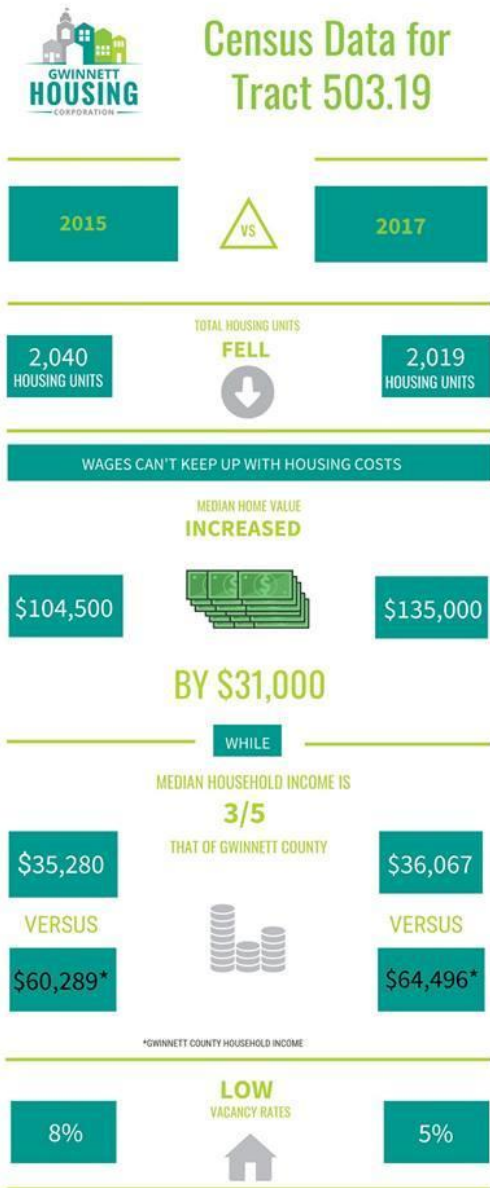 GWINNETT
HOUSING
CORPORATION
Census Data for
Tract 503.19
2015
VS
2017
TOTAL HOUSING UNITS
FELL
2,040
HOUSING UNITS
2,019
HOUSING UNITS
WAGES CAN'T KEEP UP WITH HOUSING COSTS
MEDIAN HOME VALUE
INCREASED
$104,500
$135,000
BY $31,000
WHILE
MEDIAN HOUSEHOLD INCOME IS
3/5
THAT OF GWINNETT COUNTY
$35,280
$36,067
VERSUS
VERSUS
$60,289*
$64,496*
*GWINNETT COUNTY HOUSEHOLD INCOME
LOW
VACANCY RATES
8%
5%